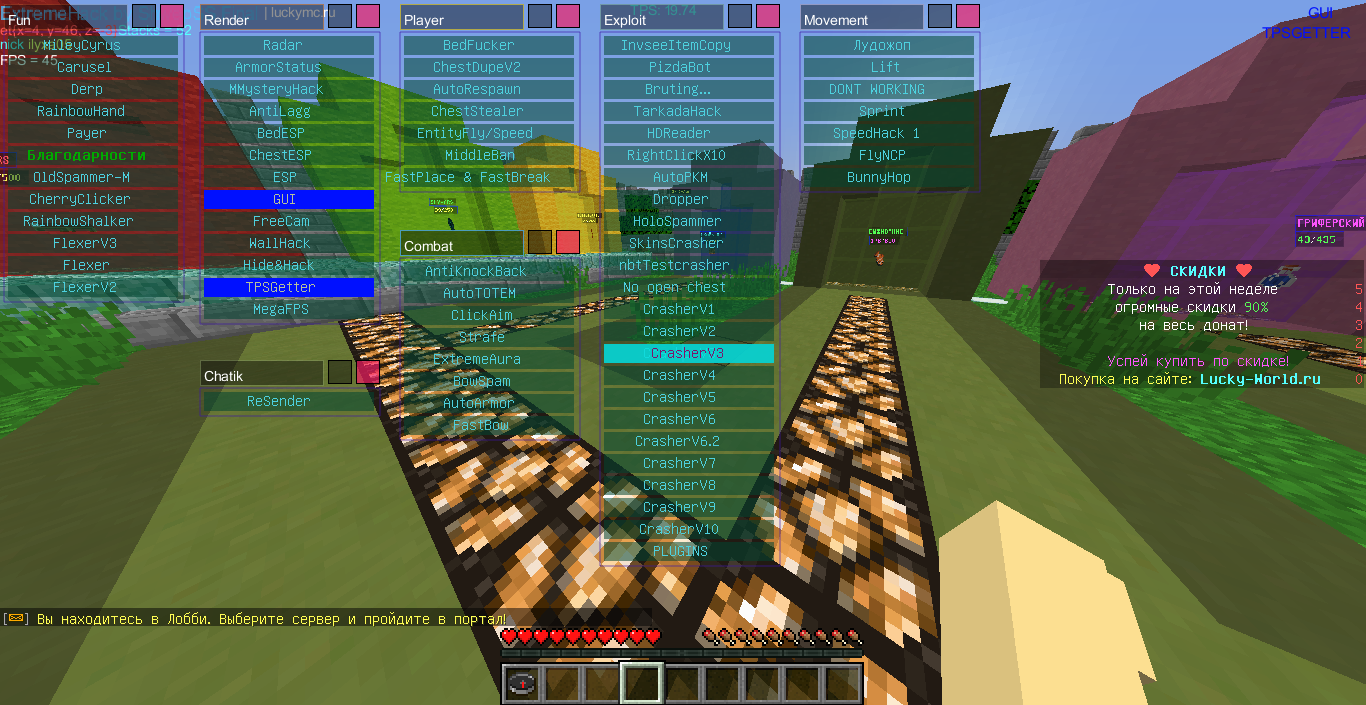 Fun
ExtremeHack
| luckymc.ru
Stacks = 52
FPS = 45
MileyCyrus
Carusel
Derp
RainbowHand
Payer
Благодарности
OldSpammer-M
CherryClicker
RainbowShalker
FlexerV3
Flexer
FlexerV2
Render
Radar
ArmorStatus
MMysteryHack
AntiLagg
BedESP
ChestESP
ESP
GUI
FreeCam
WallHack
Hide&Hack
TPSGetter
MegaFPS
Chatik
ReSender
Player
BedFucker
ChestDupeV2
AutoRespawn
ChestStealer
EntityFly/Speed
MiddleBan
FastPlace & FastBreak
Combat
AntiKnockBack
AutoTOTEM
ClickAim
Strafe
ExtremeAura
BowSpam
AutoArmor
FastBow
Exploit
TPS: 19.74
InvseeItemCopy
PizdaBot
Bruting...
TarkadaHack
HDReader
RightClickX10
AutoPKM
Dropper
HoloSpammer
SkinsCrasher
nbtTestcrasher
No open chest
CrasherV1
CrasherV2
CrasherV3
CrasherV4
CrasherV5
CrasherV6
CrasherV6.2
CrasherV7
CrasherV8
CrasherV9
CrasherV10
PLUGINS
Movement
Лудожоп
Lift
DONT WORKING
Sprint
SpeedHack 1
FlyNCP
BunnyHop
GUI
TPSGETTER
ГРИФЕРСКИЙ
43/435
❤ СКИДКИ ❤
Только на этой неделе 5
огромные скидки 90% 4
на весь донат! 3
2
Успей купить по скидке!
Покупка на сайте: Lucky-World.ru 0
[✉] Вы находитесь в Лобби. Выберите сервер и пройдите в портал!